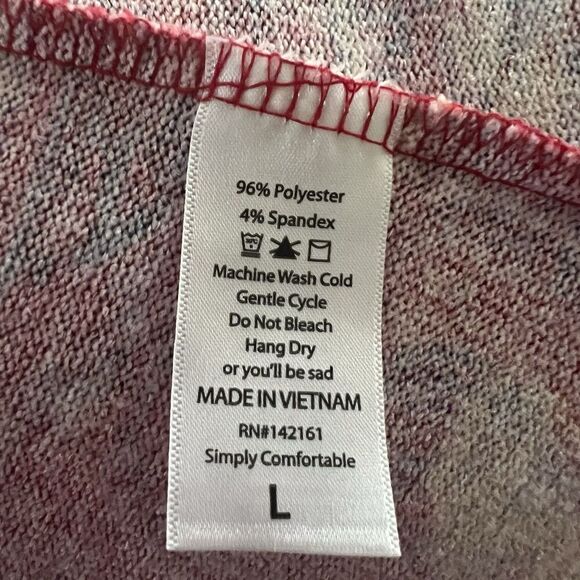 96% Polyester
4% Spandex
Machine Wash Cold
Gentle Cycle
Do Not Bleach
Hang Dry
or you'll be sad
MADE IN VIETNAM
RN#142161
Simply Comfortable
L